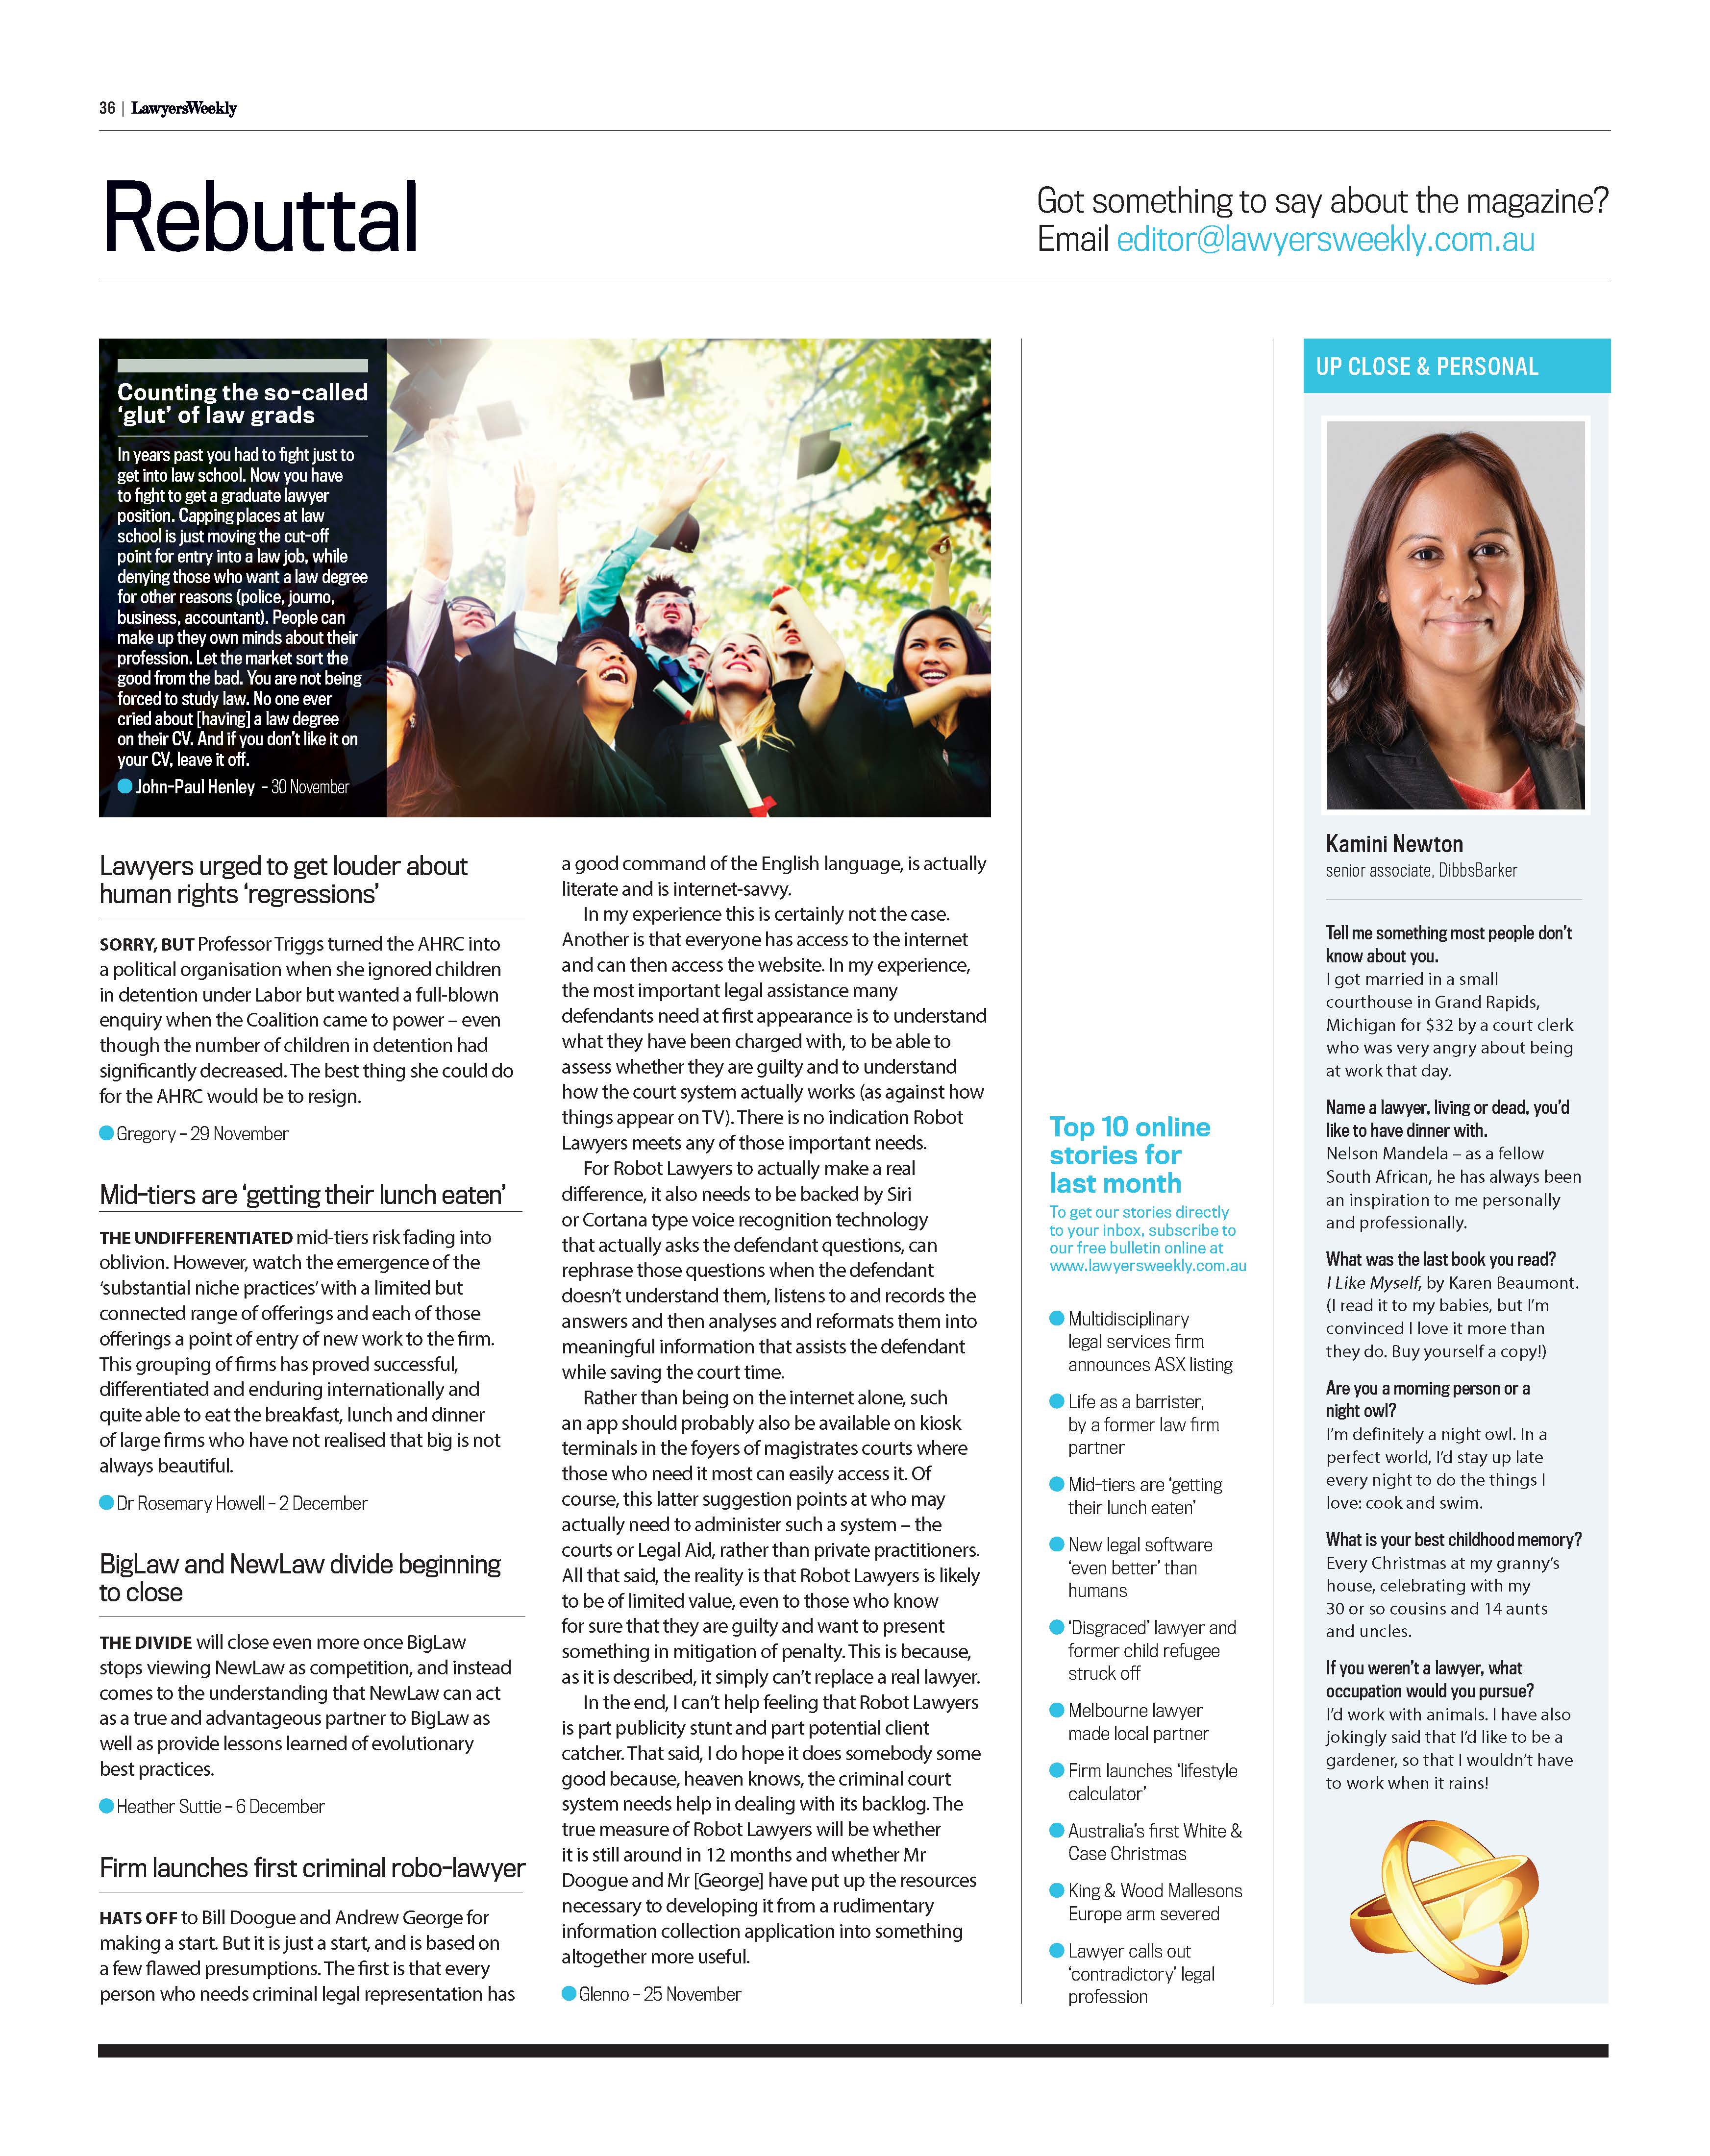 36 | LawyersWeekly
Rebuttal
Got something to say about the magazine?
Email editor@lawyersweekly.com.au
Counting the so-called
‘glut’ of law grads
In years past you had to fight just to
get into law school. Now you have
to fight to get a graduate lawyer
position. Capping places at law
school is just moving the cut-off
point for entry into a law job, while
denying those who want a law degree
for other reasons (police, journo,
business, accountant). People can
make up they own minds about their
profession. Let the market sort the
good from the bad. You are not being
forced to study law. No one ever
cried about [having] a law degree
on their CV. And if you don’t like it on
your CV, leave it off.
John-Paul Henley - 30 November
Lawyers urged to get louder about
human rights ‘regressions’
SORRY, BUT Professor Triggs turned the AHRC into
a political organisation when she ignored children
in detention under Labor but wanted a full-blown
enquiry when the Coalition came to power – even
though the number of children in detention had
significantly decreased. The best thing she could do
for the AHRC would be to resign.
Gregory – 29 November
Mid-tiers are ‘getting their lunch eaten’
THE UNDIFFERENTIATED mid-tiers risk fading into
oblivion. However, watch the emergence of the
‘substantial niche practices’ with a limited but
connected range of offerings and each of those
offerings a point of entry of new work to the firm.
This grouping of firms has proved successful,
differentiated and enduring internationally and
quite able to eat the breakfast, lunch and dinner
of large firms who have not realised that big is not
always beautiful.
Dr Rosemary Howell – 2 December
BigLaw and NewLaw divide beginning
to close
THE DIVIDE will close even more once BigLaw
stops viewing NewLaw as competition, and instead
comes to the understanding that NewLaw can act
as a true and advantageous partner to BigLaw as
well as provide lessons learned of evolutionary
best practices.
Heather Suttie – 6 December
Firm launches first criminal robo-lawyer
HATS OFF to Bill Doogue and Andrew George for
making a start. But it is just a start, and is based on
a few flawed presumptions. The first is that every
person who needs criminal legal representation has
a good command of the English language, is actually
literate and is internet-savvy.
In my experience this is certainly not the case.
Another is that everyone has access to the internet
and can then access the website. In my experience,
the most important legal assistance many
defendants need at first appearance is to understand
what they have been charged with, to be able to
assess whether they are guilty and to understand
how the court system actually works (as against how
things appear on TV). There is no indication Robot
Lawyers meets any of those important needs.
For Robot Lawyers to actually make a real
difference, it also needs to be backed by Siri
or Cortana type voice recognition technology
that actually asks the defendant questions, can
rephrase those questions when the defendant
doesn’t understand them, listens to and records the
answers and then analyses and reformats them into
meaningful information that assists the defendant
while saving the court time.
Rather than being on the internet alone, such
an app should probably also be available on kiosk
terminals in the foyers of magistrates courts where
those who need it most can easily access it. Of
course, this latter suggestion points at who may
actually need to administer such a system – the
courts or Legal Aid, rather than private practitioners.
All that said, the reality is that Robot Lawyers is likely
to be of limited value, even to those who know
for sure that they are guilty and want to present
something in mitigation of penalty. This is because,
as it is described, it simply can’t replace a real lawyer.
In the end, I can’t help feeling that Robot Lawyers
is part publicity stunt and part potential client
catcher. That said, I do hope it does somebody some
good because, heaven knows, the criminal court
system needs help in dealing with its backlog. The
true measure of Robot Lawyers will be whether
it is still around in 12 months and whether Mr
Doogue and Mr [George] have put up the resources
necessary to developing it from a rudimentary
information collection application into something
altogether more useful.
Glenno – 25 November
Top 10 online
stories for
last month
To get our stories directly
to your inbox, subscribe to
our free bulletin online at
www.lawyersweekly.com.au
Multidisciplinary
legal services firm
announces ASX listing
Life as a barrister,
by a former law firm
partner
Mid-tiers are ‘getting
their lunch eaten’
New legal software
‘even better’ than
humans
‘Disgraced’ lawyer and
former child refugee
struck off
Melbourne lawyer
made local partner
Firm launches ‘lifestyle
calculator’
Australia’s first White &
Case Christmas
King & Wood Mallesons
Europe arm severed
Lawyer calls out
‘contradictory’ legal
profession
UP CLOSE & PERSONAL
Kamini Newton
senior associate, DibbsBarker
Tell me something most people don’t
know about you.
I got married in a small
courthouse in Grand Rapids,
Michigan for $32 by a court clerk
who was very angry about being
at work that day.
Name a lawyer, living or dead, you’d
like to have dinner with.
Nelson Mandela – as a fellow
South African, he has always been
an inspiration to me personally
and professionally.
What was the last book you read?
I Like Myself, by Karen Beaumont.
(I read it to my babies, but I’m
convinced I love it more than
they do. Buy yourself a copy!)
Are you a morning person or a
night owl?
I’m definitely a night owl. In a
perfect world, I’d stay up late
every night to do the things I
love: cook and swim.
What is your best childhood memory?
Every Christmas at my granny’s
house, celebrating with my
30 or so cousins and 14 aunts
and uncles.
If you weren’t a lawyer, what
occupation would you pursue?
I’d work with animals. I have also
jokingly said that I’d like to be a
gardener, so that I wouldn’t have
to work when it rains!